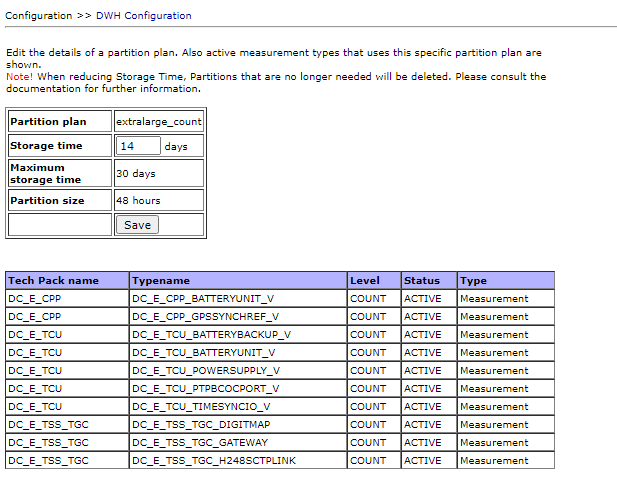 Configuration >> DWH Configuration
Edit the details of a partition plan. Also active measurement types that uses this specific partition plan are
shown.
Note! When reducing Storage Time, Partitions that are no longer needed will be deleted. Please consult the
documentation for further information.
Partition plan extralarge_count
Storage time 14 days
Maximum
storage time 30 days
Partition size 48 hours
Save
Tech Pack name Typename Level Status Type
DC_E_CPP DC_E_CPP_BATTERYUNIT_V COUNT ACTIVE Measurement
DC_E_CPP DC_E_CPP_GPSSYNCHREF_V COUNT ACTIVE Measurement
DC_E_TCU DC_E_TCU_BATTERYBACKUP_V COUNT ACTIVE Measurement
DC_E_TCU DC_E_TCU_BATTERYUNIT_V COUNT ACTIVE Measurement
DC_E_TCU DC_E_TCU_POWERSUPPLY_V COUNT ACTIVE Measurement
DC_E_TCU DC_E_TCU_PTPBCOCPORT_V COUNT ACTIVE Measurement
DC_E_TCU DC_E_TCU_TIMESYNCIO_V COUNT ACTIVE Measurement
DC_E_TSS_TGC DC_E_TSS_TGC_DIGITMAP COUNT ACTIVE Measurement
DC_E_TSS_TGC DC_E_TSS_TGC_GATEWAY COUNT ACTIVE Measurement
DC_E_TSS_TGC DC_E_TSS_TGC_H248SCTPLINK COUNT ACTIVE Measurement